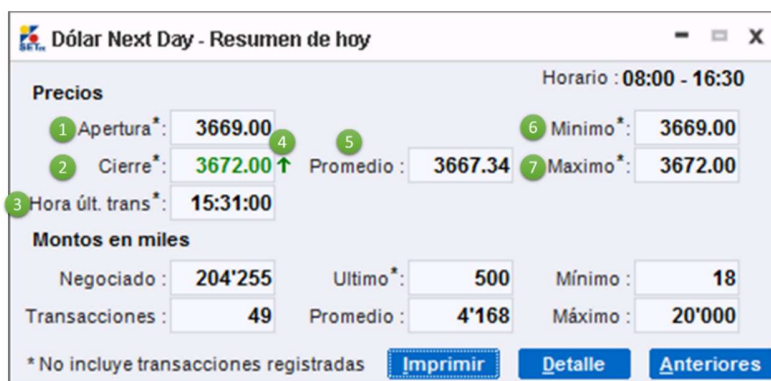 SETFX Dólar Next Day - Resumen de hoy
Horario : 08:00 - 16:30
Precios
1 Apertura*: 3669.00 4 5 6 Minimo*: 3669.00
2 Cierre*: 3672.00 ↑ Promedio : 3667.34 7 Maximo*: 3672.00
3 Hora últ. trans*: 15:31:00
Montos en miles
Negociado : 204'255 Ultimo*: 500 Mínimo : 18
Transacciones : 49 Promedio : 4'168 Máximo : 20'000
* No incluye transacciones registradas Imprimir Detalle Anteriores